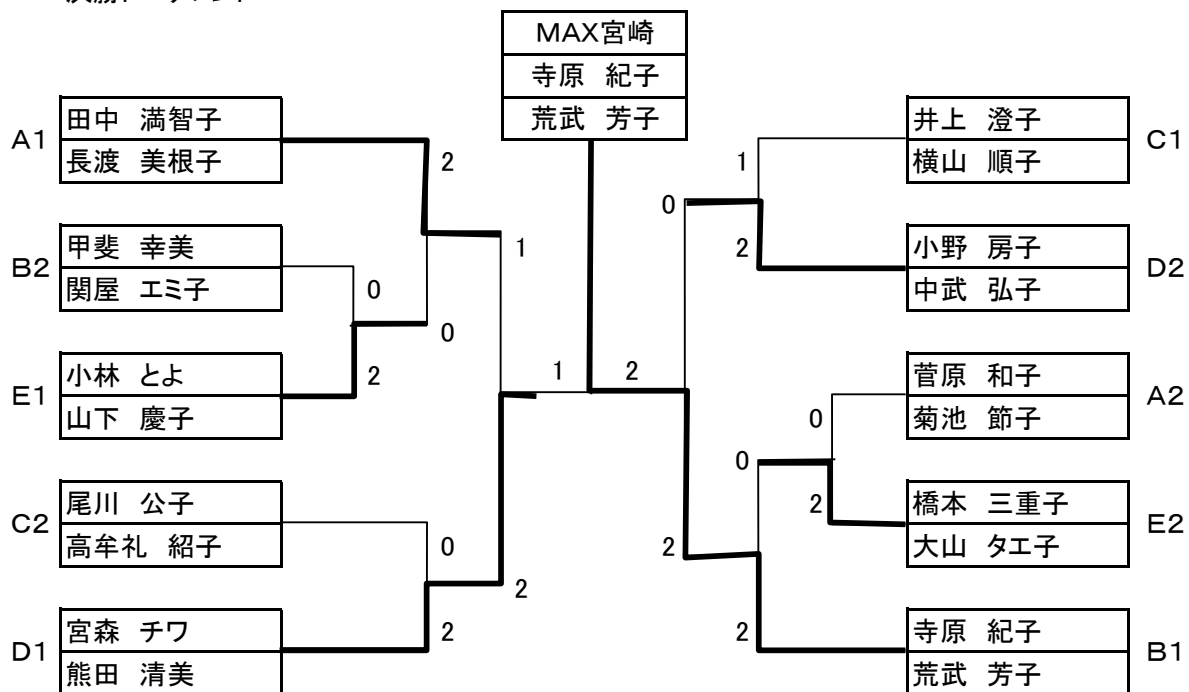 MAX宮崎
寺原 紀子
荒武 芳子
A1
田中 満智子
長渡 美根子
2
B2
甲斐 幸美
関屋 エミ子
0
E1
小林 とよ
山下 慶子
2
0
1
C2
尾川 公子
高牟礼 紹子
0
D1
宮森 チワ
熊田 清美
2
2
1
2
井上 澄子
横山 順子
C1
1
0
小野 房子
中武 弘子
D2
2
菅原 和子
菊池 節子
A2
0
0
橋本 三重子
大山 タエ子
E2
2
2
寺原 紀子
荒武 芳子
B1
2